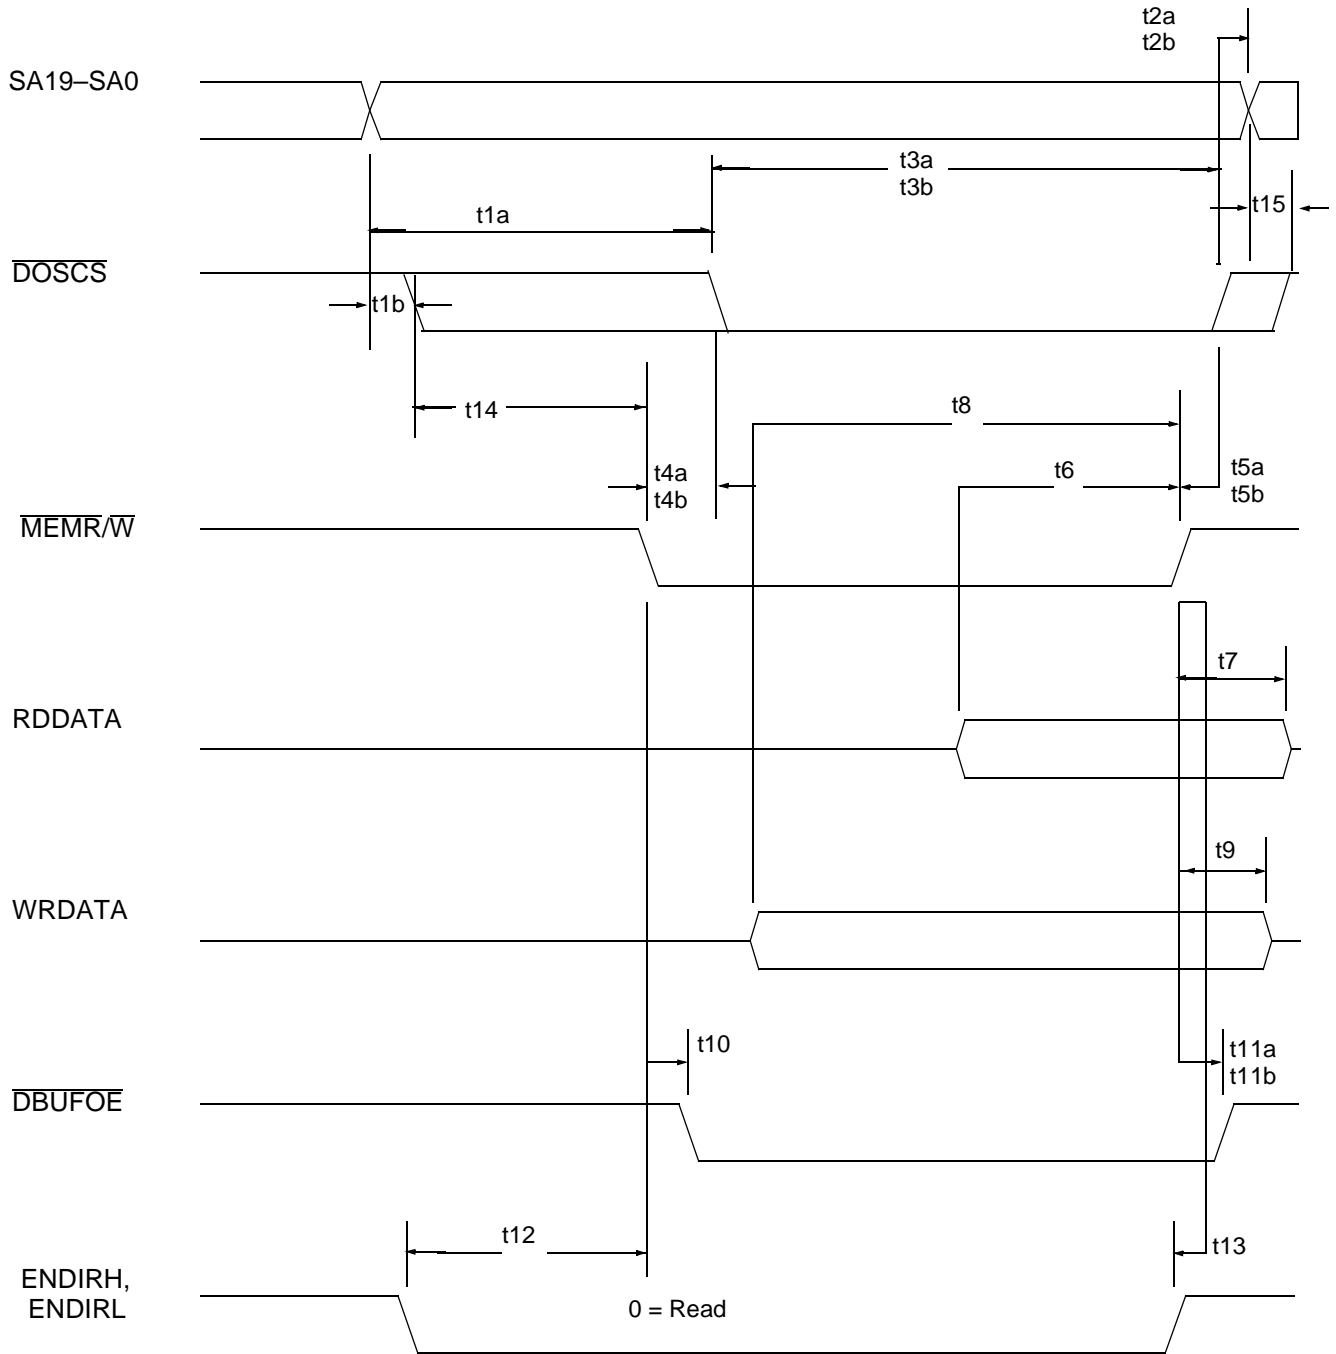 t2a
t2b
SA19–SA0
t3a
t3b
t15
t1a
DOSCS
t1b
t14
t8
t6
t4a
t4b
t5a
t5b
MEMR/W
t7
RDDATA
t9
WRDATA
t10
t11a
t11b
DBUFOE
t12
t13
ENDIRH,
ENDIRL
0 = Read